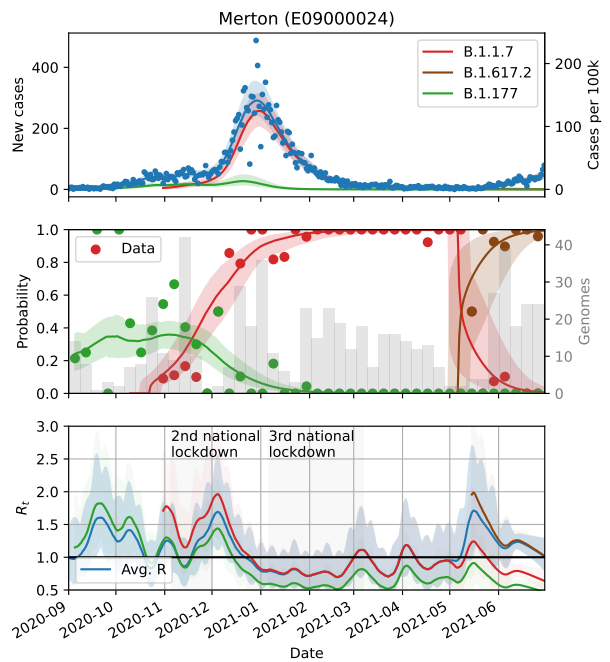 Merton (E09000024)
New cases
400
200
0
B.1.1.7
B.1.617.2
B.1.177
200
100
0
Cases per 100k
Probability
1.0
0.8
0.6
0.4
0.2
0.0
Data
40
30
20
10
0
Genomes
Rt
3.0
2.5
2.0
1.5
1.0
0.5
2nd national
lockdown
3rd national
lockdown
Avg. R
2020-09
2020-10
2020-11
2020-12
2021-01
2021-02
2021-03
2021-04
2021-05
2021-06
Date